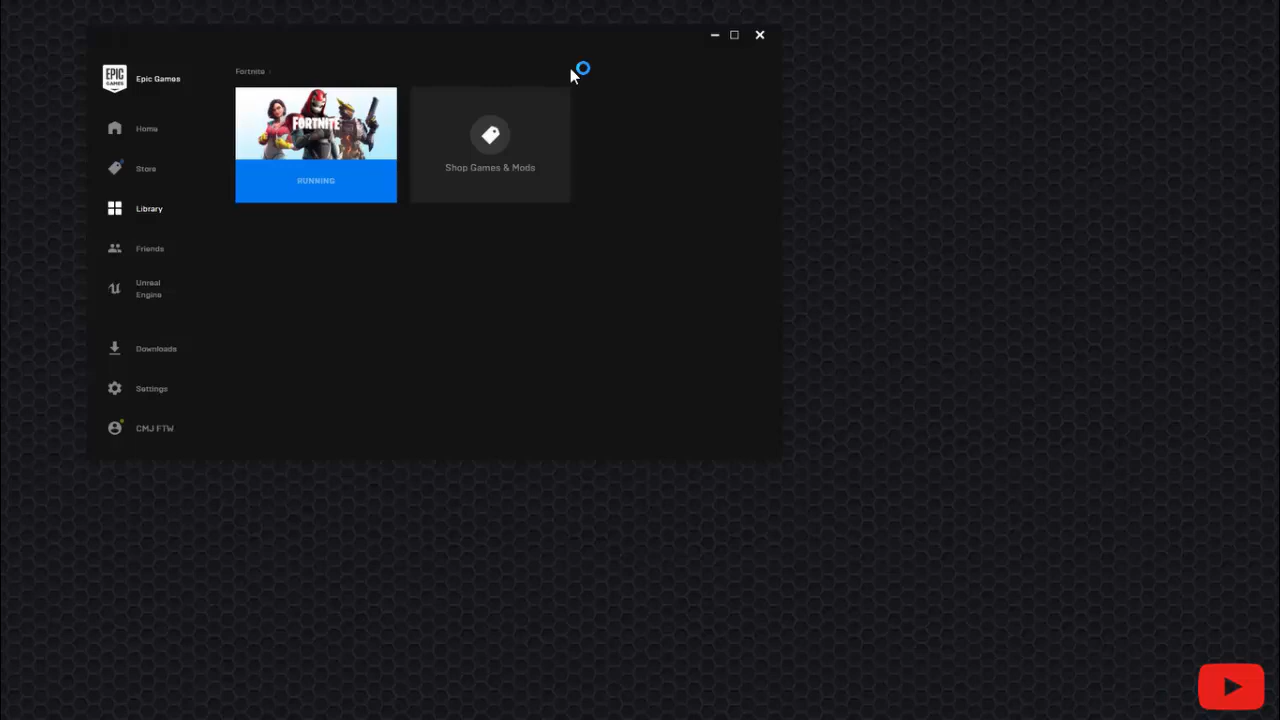 EPIC
GAMES
Epic Games
Home
Store
Library
Friends
Unreal
Engine
Downloads
Settings
CMJ FTW
Fortnite ›
FORTNITE
RUNNING
Shop Games & Mods